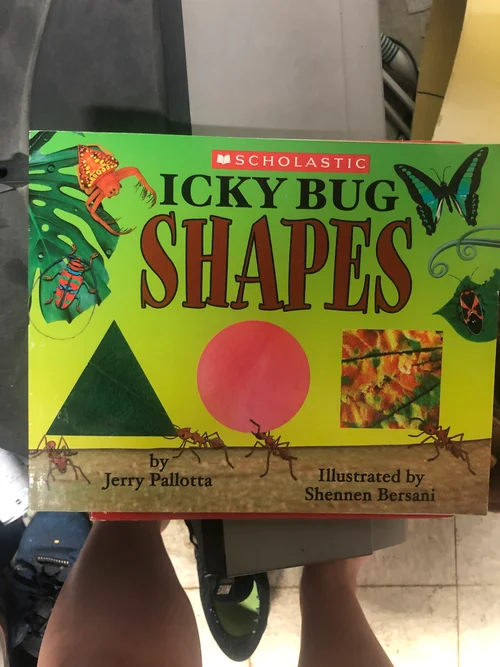 SCHOLASTIC
ICKY BUG
SHAPES
by
Jerry Pallotta
Illustrated by
Shennen Bersani